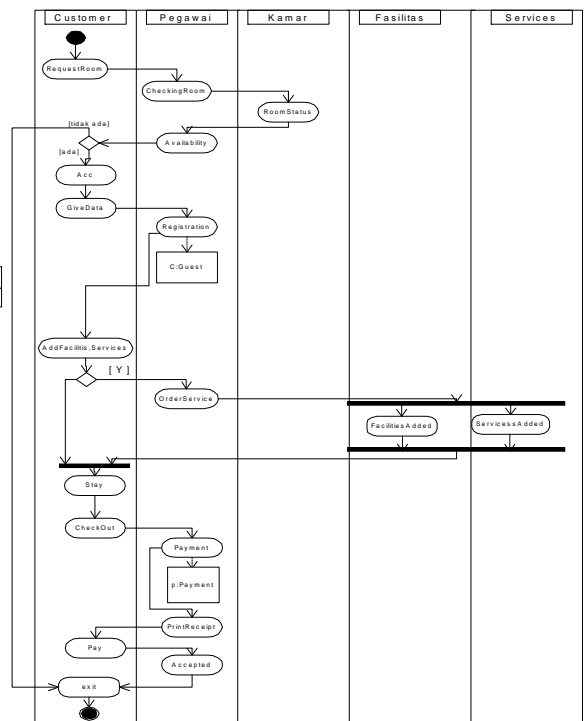 Customer
Pegawai
Kamar
Fasilitas
Services
RequestRoom
CheckingRoom
RoomStatus
[tidak ada]
Availability
[ada]
Acc
GiveData
Registration
C:Guest
AddFacilitis,Services
[ Y ]
OrderService
FacilitiesAdded
ServicessAdded
Stay
CheckOut
Payment
p:Payment
PrintReceipt
Pay
Accepted
exit